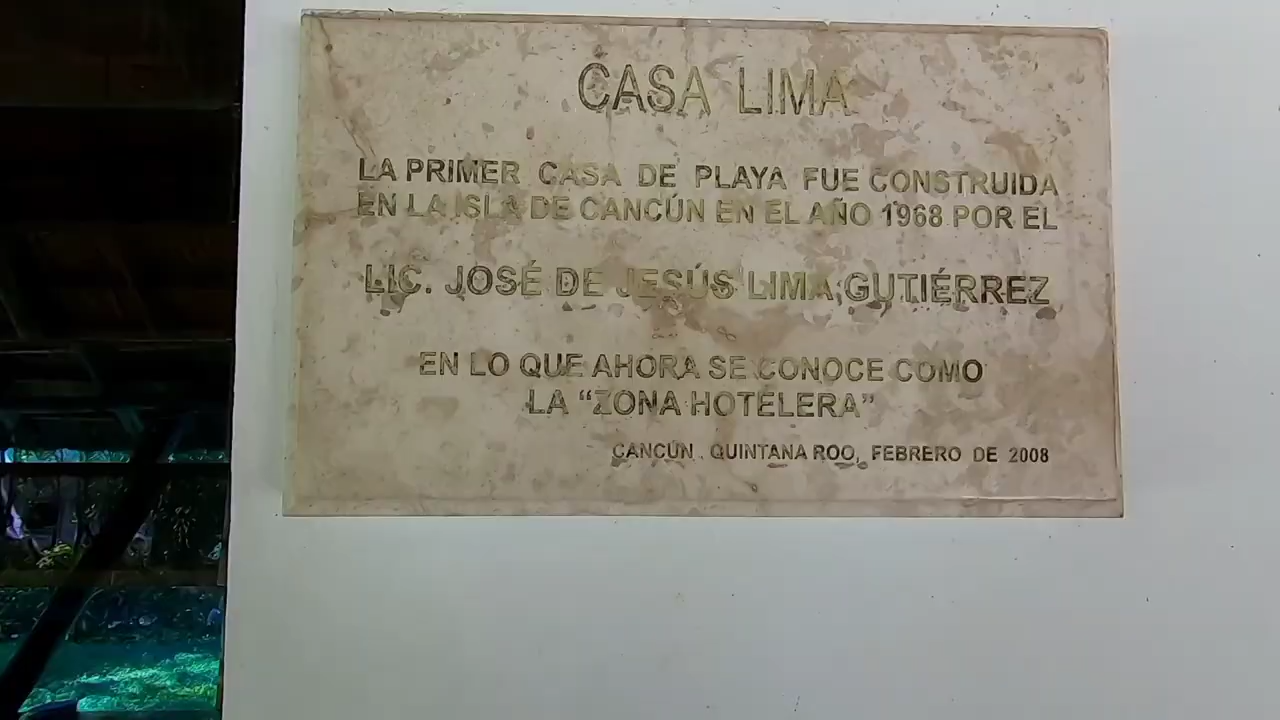 CASA LIMA
LA PRIMER CASA DE PLAYA FUE CONSTRUIDA
EN LA ISLA DE CANCÚN EN EL AÑO 1968 POR EL
LIC. JOSÉ DE JESÚS LIMA GUTIÉRREZ
EN LO QUE AHORA SE CONOCE COMO
LA “ZONA HOTELERA”
CANCÚN. QUINTANA ROO, FEBRERO DE 2008